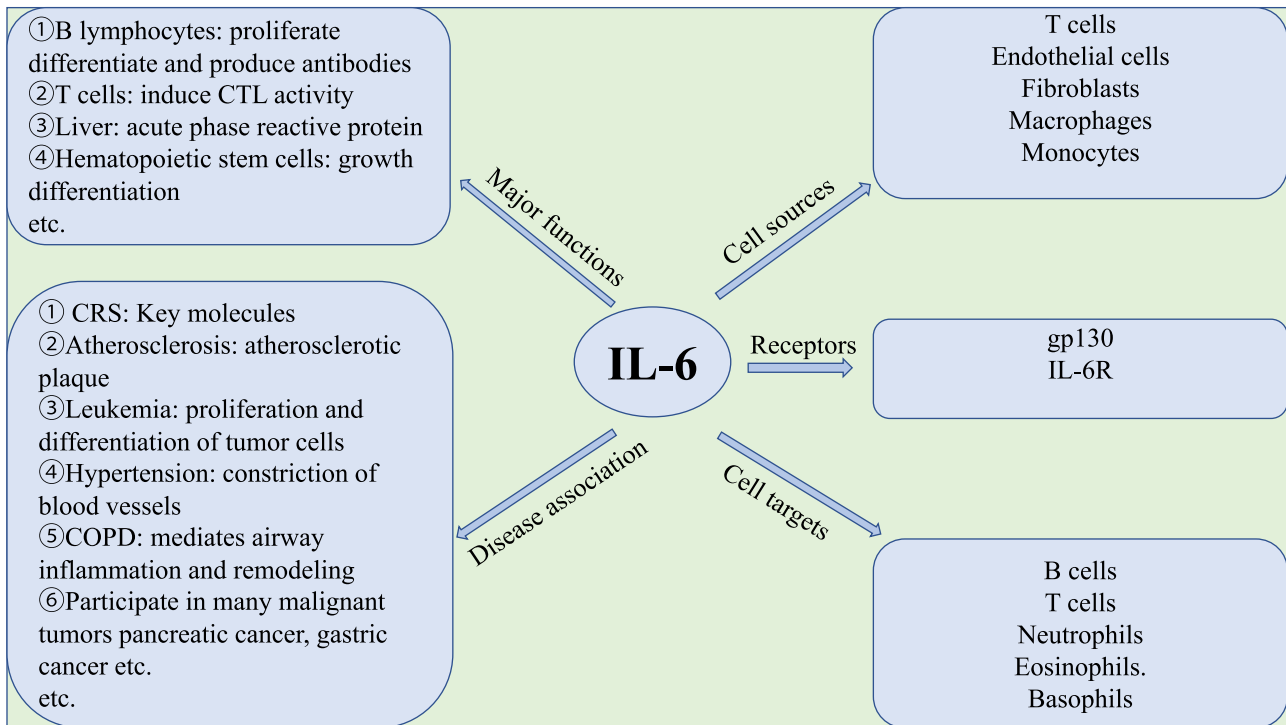 ①B lymphocytes: proliferate
differentiate and produce antibodies
②T cells: induce CTL activity
③Liver: acute phase reactive protein
④Hematopoietic stem cells: growth
differentiation
etc.
T cells
Endothelial cells
Fibroblasts
Macrophages
Monocytes
Major functions
Cell sources
IL-6
Receptors
gp130
IL-6R
① CRS: Key molecules
②Atherosclerosis: atherosclerotic
plaque
③Leukemia: proliferation and
differentiation of tumor cells
④Hypertension: constriction of
blood vessels
⑤COPD: mediates airway
inflammation and remodeling
⑥Participate in many malignant
tumors pancreatic cancer, gastric
cancer etc.
etc.
Disease association
Cell targets
B cells
T cells
Neutrophils
Eosinophils.
Basophils